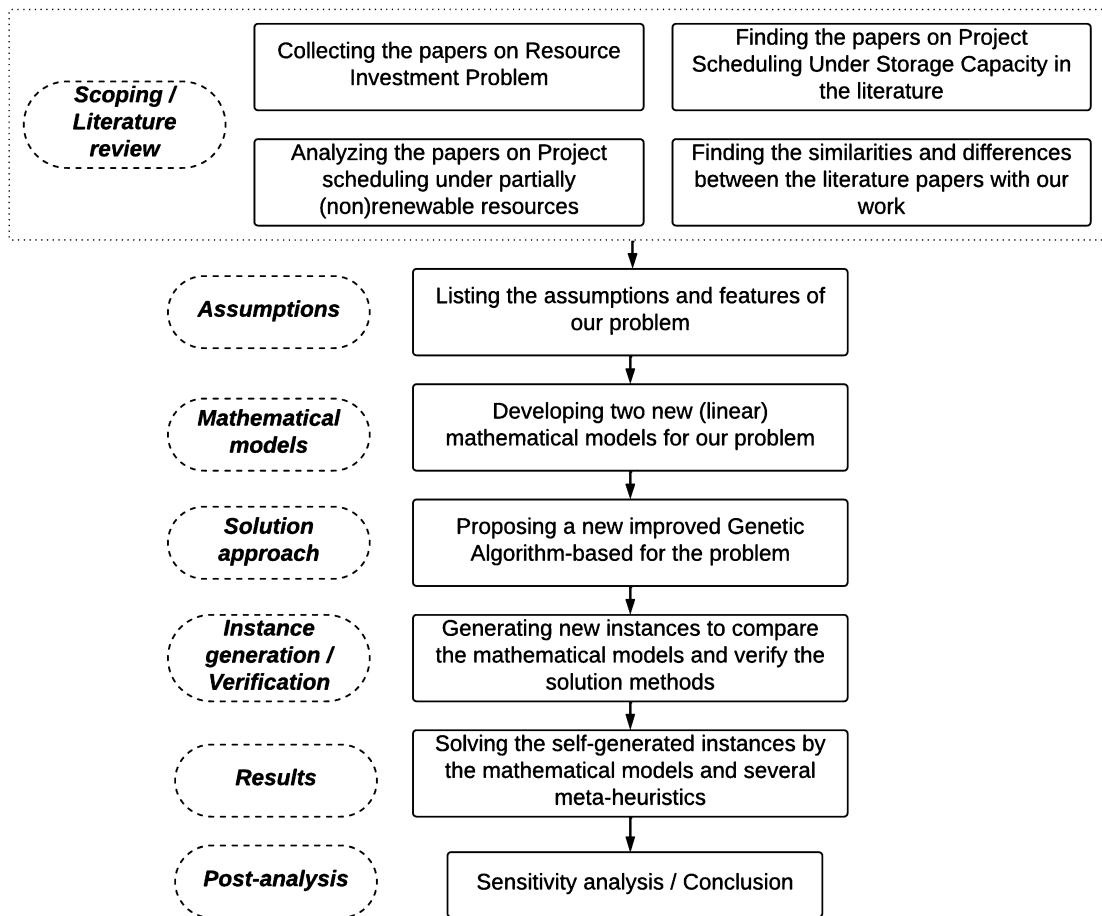 Scoping /
Literature
review
Collecting the papers on Resource
Investment Problem
Finding the papers on Project
Scheduling Under Storage Capacity in
the literature
Analyzing the papers on Project
scheduling under partially
(non)renewable resources
Finding the similarities and differences
between the literature papers with our
work
Assumptions
Listing the assumptions and features of
our problem
Mathematical
models
Developing two new (linear)
mathematical models for our problem
Solution
approach
Proposing a new improved Genetic
Algorithm-based for the problem
Instance
generation /
Verification
Generating new instances to compare
the mathematical models and verify the
solution methods
Results
Solving the self-generated instances by
the mathematical models and several
meta-heuristics
Post-analysis
Sensitivity analysis / Conclusion